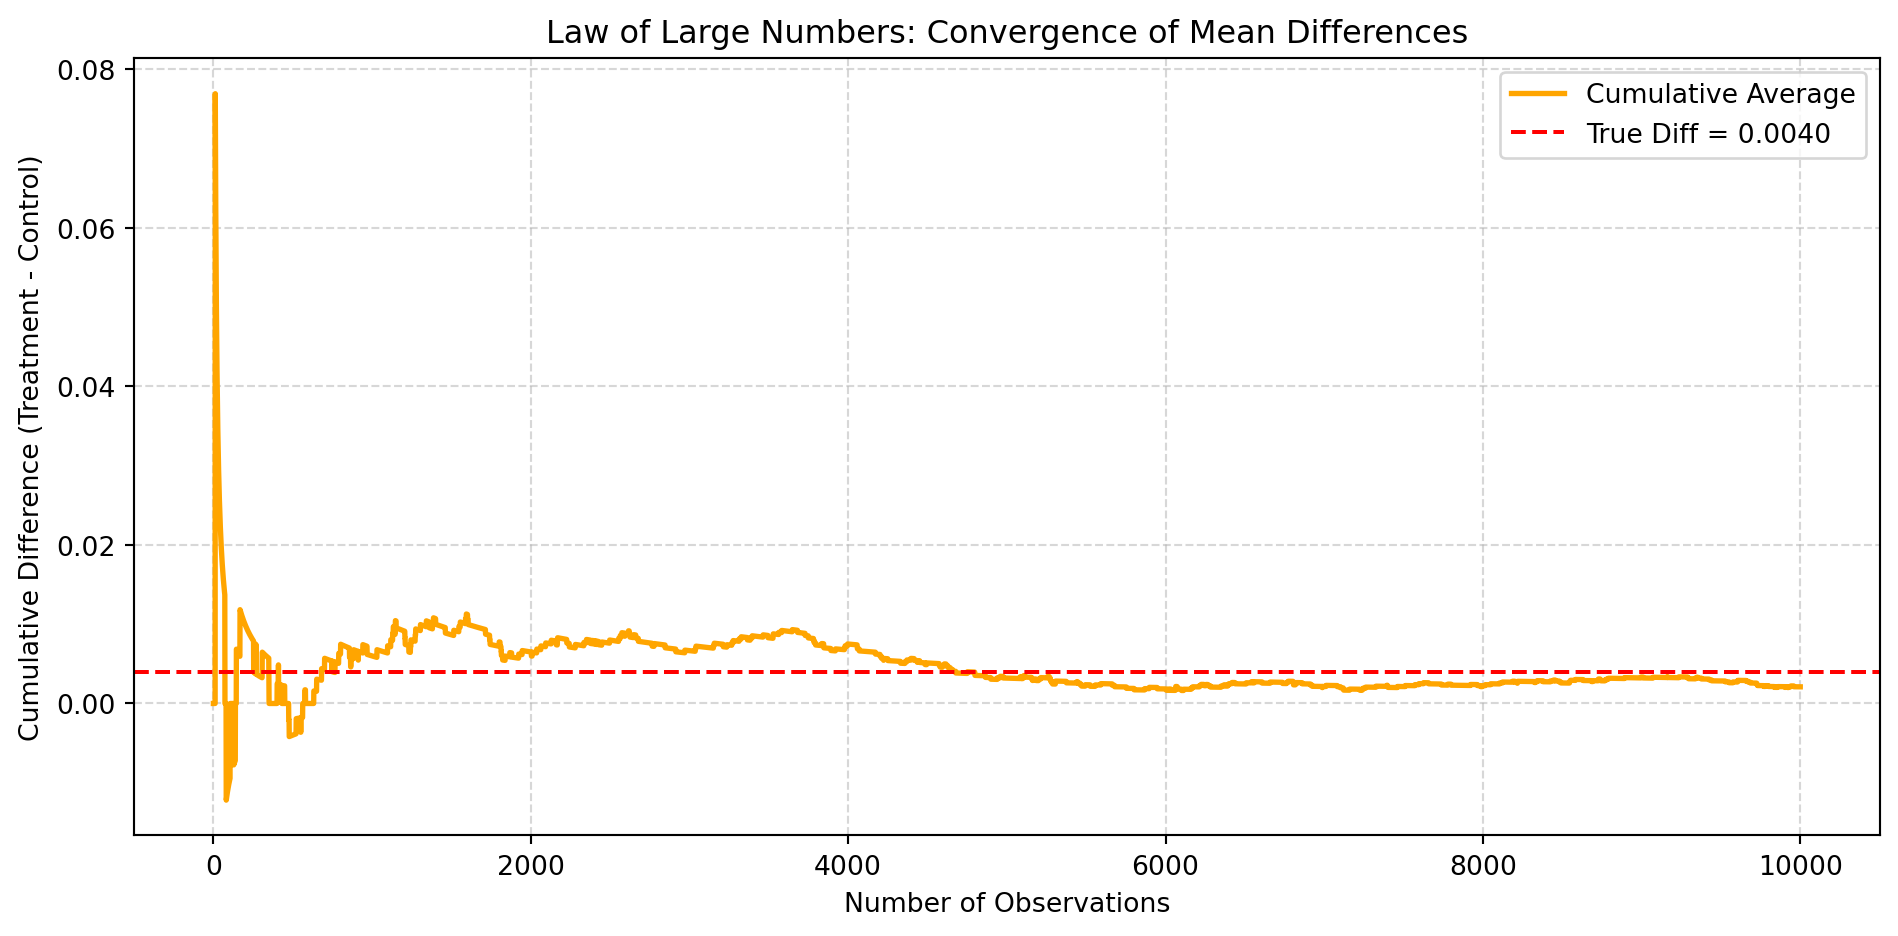 Law of Large Numbers: Convergence of Mean Differences
Cumulative Average
True Diff = 0.0040
Cumulative Difference (Treatment - Control)
0.08
0.06
0.04
0.02
0.00
0
2000
4000
6000
8000
10000
Number of Observations